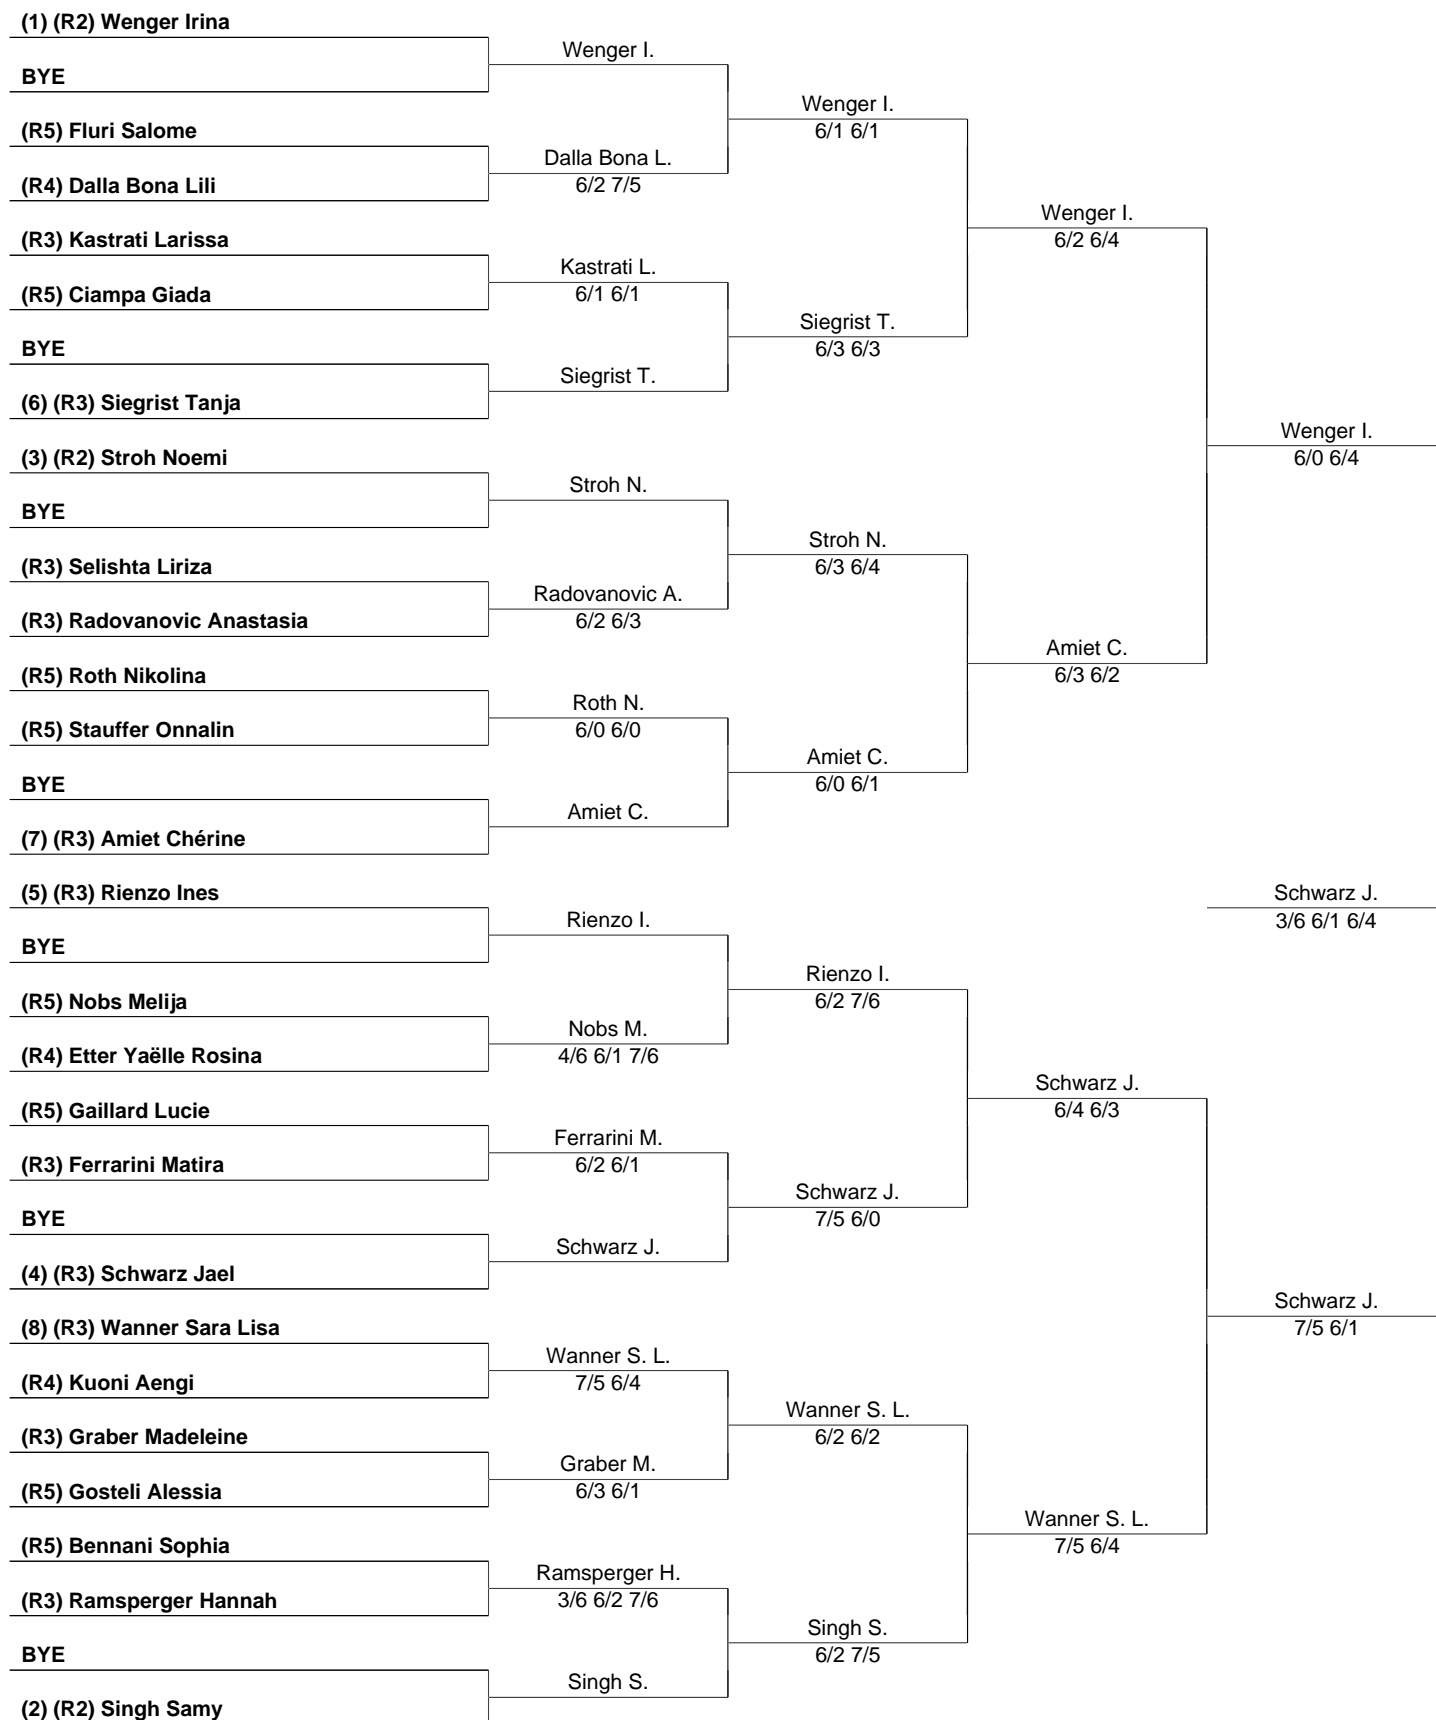 (1) (R2) Wenger Irina
Wenger I.
BYE
Wenger I.
6/1 6/1
(R5) Fluri Salome
Dalla Bona L.
6/2 7/5
(R4) Dalla Bona Lili
Wenger I.
6/2 6/4
(R3) Kastrati Larissa
Kastrati L.
6/1 6/1
(R5) Ciampa Giada
Siegrist T.
6/3 6/3
BYE
Siegrist T.
(6) (R3) Siegrist Tanja
Wenger I.
6/0 6/4
(3) (R2) Stroh Noemi
Stroh N.
BYE
Stroh N.
6/3 6/4
(R3) Selishta Liriza
Radovanovic A.
6/2 6/3
(R3) Radovanovic Anastasia
Amiet C.
6/3 6/2
(R5) Roth Nikolina
Roth N.
6/0 6/0
(R5) Stauffer Onnalin
Amiet C.
6/0 6/1
BYE
Amiet C.
(7) (R3) Amiet Chérine
(5) (R3) Rienzo Ines
Schwarz J.
3/6 6/1 6/4
Rienzo I.
BYE
Rienzo I.
6/2 7/6
(R5) Nobs Melija
Nobs M.
4/6 6/1 7/6
(R4) Etter Yaëlle Rosina
Schwarz J.
6/4 6/3
(R5) Gaillard Lucie
Ferrarini M.
6/2 6/1
(R3) Ferrarini Matira
Schwarz J.
7/5 6/0
BYE
Schwarz J.
(4) (R3) Schwarz Jael
Schwarz J.
7/5 6/1
(8) (R3) Wanner Sara Lisa
Wanner S. L.
7/5 6/4
(R4) Kuoni Aengi
Wanner S. L.
6/2 6/2
(R3) Graber Madeleine
Graber M.
6/3 6/1
(R5) Gosteli Alessia
Wanner S. L.
7/5 6/4
(R5) Bennani Sophia
Ramsperger H.
3/6 6/2 7/6
(R3) Ramsperger Hannah
Singh S.
6/2 7/5
BYE
Singh S.
(2) (R2) Singh Samy